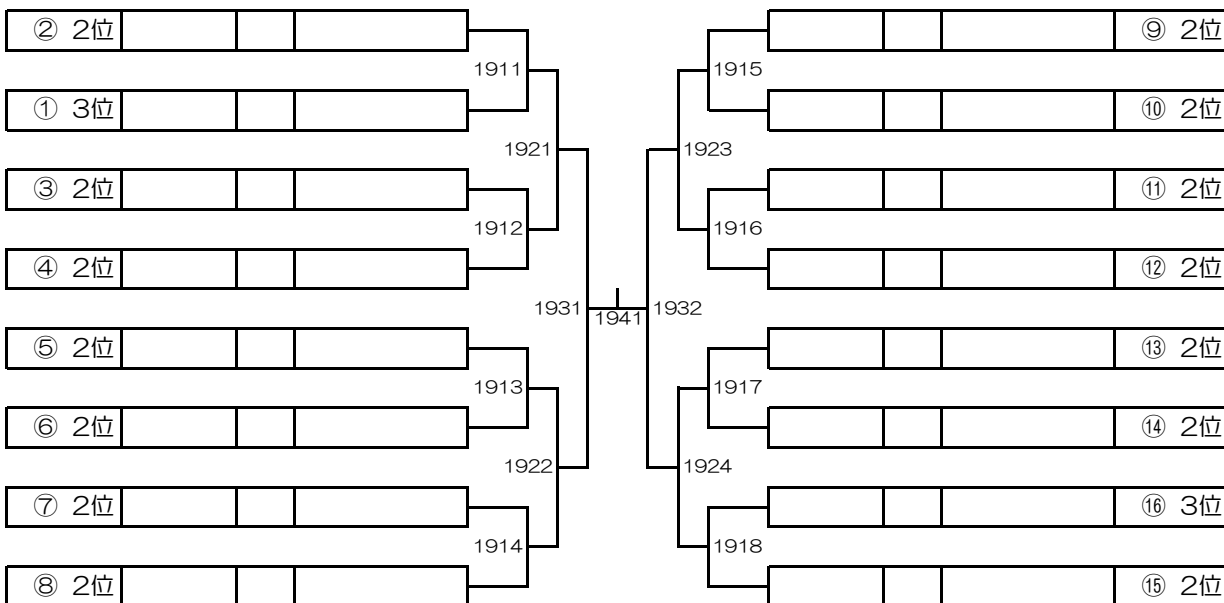 ② 2位
⑨ 2位
1911
1915
① 3位
⑩ 2位
1921
1923
③ 2位
⑪ 2位
1912
1916
④ 2位
⑫ 2位
1931
1941
1932
⑤ 2位
⑬ 2位
1913
1917
⑥ 2位
⑭ 2位
1922
1924
⑦ 2位
⑯ 3位
1914
1918
⑧ 2位
⑮ 2位